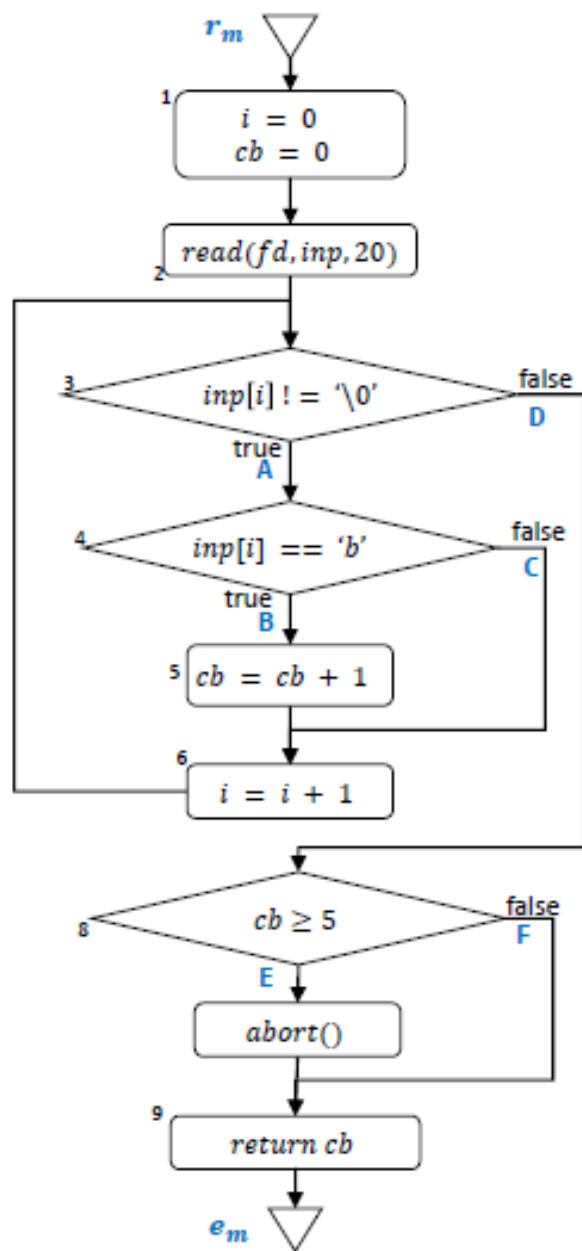 r_m
1
i = 0
cb = 0
read(fd, inp, 20)
2
3
inp[i] ! = ‘\0’
false
D
true
A
4
inp[i] == ‘b’
false
C
true
B
5
cb = cb + 1
6
i = i + 1
8
cb ≥ 5
false
F
E
abort()
9
return cb
e_m